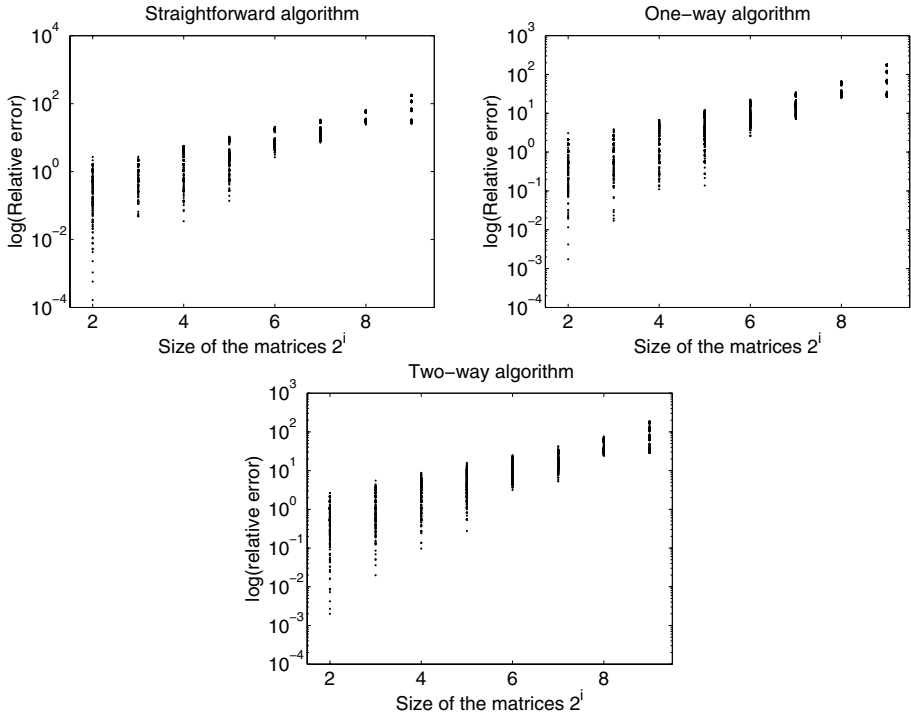 Straightforward algorithm
10^4
10^2
10^0
10^−2
10^−4
log(Relative error)
2 4 6 8
Size of the matrices 2^i
One−way algorithm
10^3
10^2
10^1
10^0
10^−1
10^−2
10^−3
10^−4
log(Relative error)
2 4 6 8
Size of the matrices 2^i
Two−way algorithm
10^3
10^2
10^1
10^0
10^−1
10^−2
10^−3
10^−4
log(relative error)
2 4 6 8
Size of the matrices 2^i